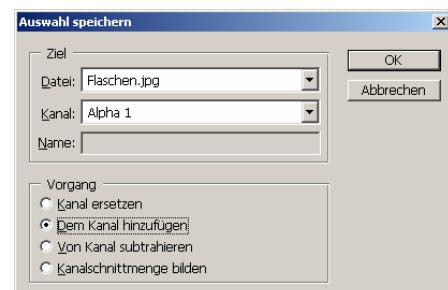 Auswahl speichern
Ziel
Datei: Flaschen.jpg
Kanal: Alpha 1
Name:
OK
Abbrechen
Vorgang
Kanal ersetzen
Dem Kanal hinzufügen
Von Kanal subtrahieren
Kanalschnittmenge bilden